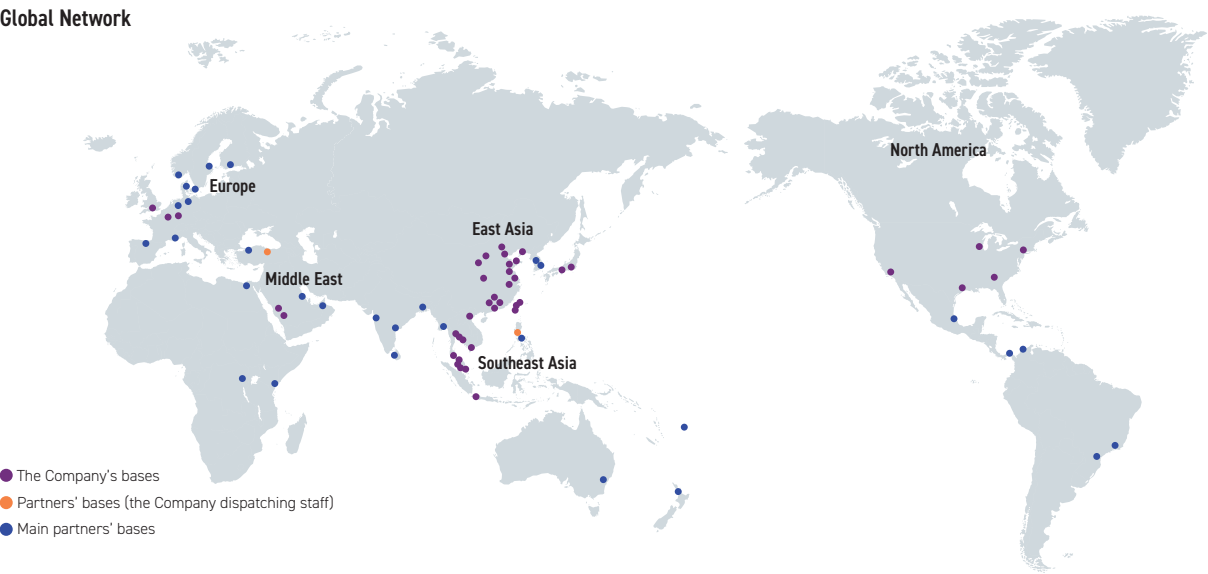 Global Network
North America
Europe
East Asia
Middle East
Southeast Asia
The Company's bases
Partners' bases (the Company dispatching staff)
Main partners' bases